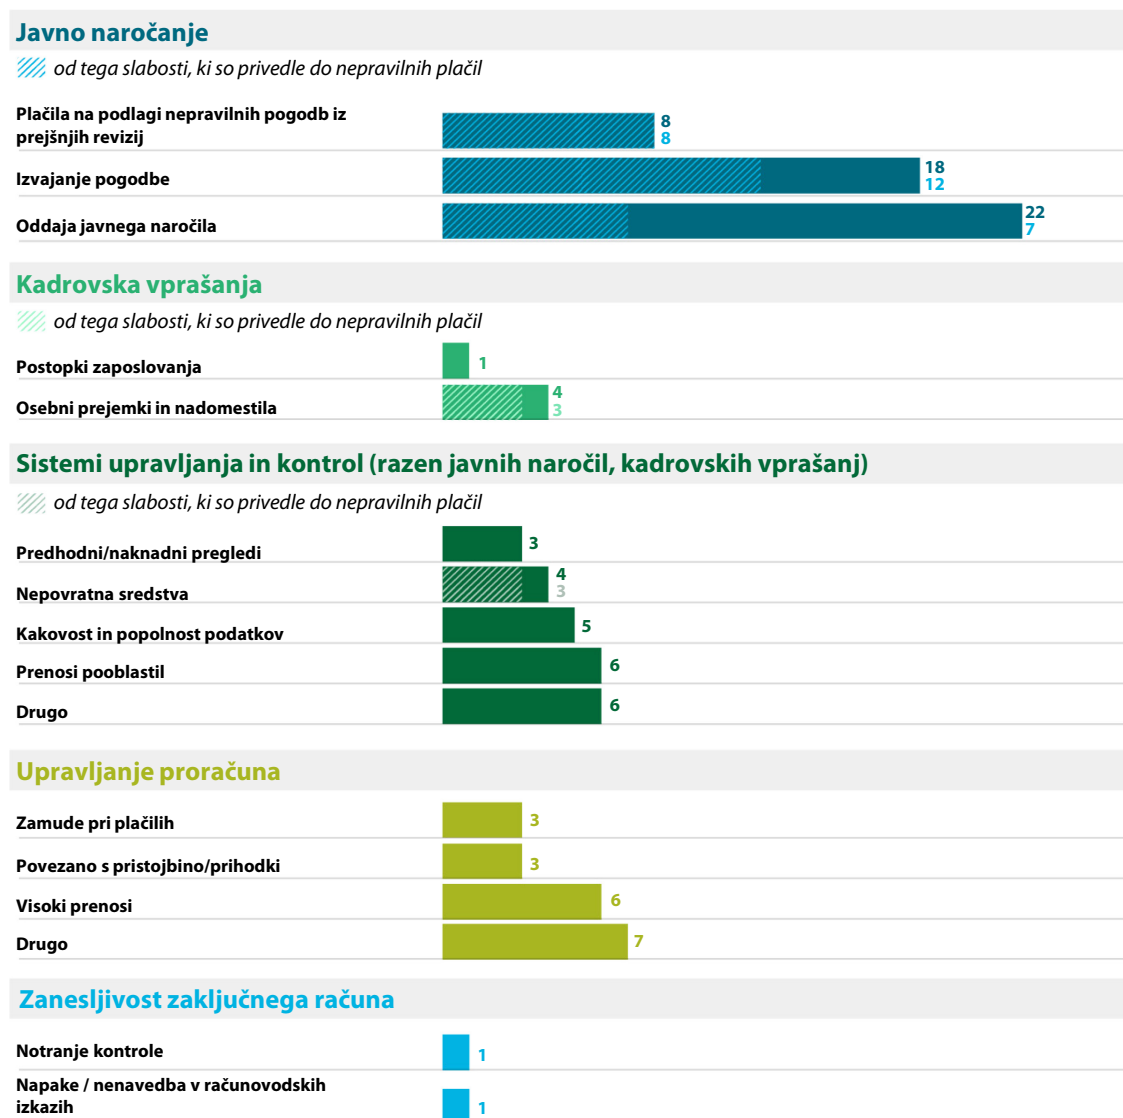 Javno naročanje
od tega slabosti, ki so privedle do nepravilnih plačil
Plačila na podlagi nepravilnih pogodb iz
prejšnjih revizij
8
8
Izvajanje pogodbe
18
12
Oddaja javnega naročila
22
7
Kadrovska vprašanja
od tega slabosti, ki so privedle do nepravilnih plačil
Postopki zaposlovanja
1
Osebni prejemki in nadomestila
4
3
Sistemi upravljanja in kontrol (razen javnih naročil, kadrovskih vprašanj)
od tega slabosti, ki so privedle do nepravilnih plačil
Predhodni/naknadni pregledi
3
Nepovratna sredstva
4
3
Kakovost in popolnost podatkov
5
Prenosi pooblastil
6
Drugo
6
Upravljanje proračuna
Zamude pri plačilih
3
Povezano s pristojbino/prihodki
3
Visoki prenosi
6
Drugo
7
Zanesljivost zaključnega računa
Notranje kontrole
1
Napake / nenavedba v računovodskih
izkazih
1